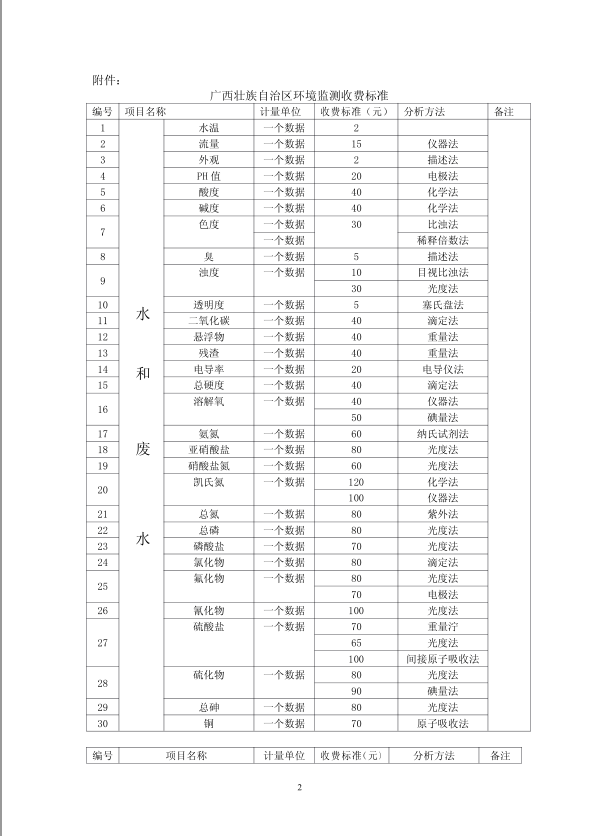 附件：
广西壮族自治区环境监测收费标准
编号 项目名称 计量单位 收费标准（元） 分析方法 备注
1 水温 一个数据 2
2 流量 一个数据 15 仪器法
3 外观 一个数据 2 描述法
4 PH 值 一个数据 20 电极法
5 酸度 一个数据 40 化学法
6 碱度 一个数据 40 化学法
7 色度 一个数据 30 比浊法
一个数据 稀释倍数法
8 臭 一个数据 5 描述法
9 浊度 一个数据 10 目视比浊法
30 光度法
10 透明度 一个数据 5 塞氏盘法
水
11 二氧化碳 一个数据 40 滴定法
12 悬浮物 一个数据 40 重量法
13 残渣 一个数据 40 重量法
和
14 电导率 一个数据 20 电导仪法
15 总硬度 一个数据 40 滴定法
16 溶解氧 一个数据 40 仪器法
50 碘量法
17 氨氮 一个数据 60 纳氏试剂法
废
18 亚硝酸盐 一个数据 80 光度法
19 硝酸盐氮 一个数据 60 光度法
20 凯氏氮 一个数据 120 化学法
100 仪器法
21 总氮 一个数据 80 紫外法
22 总磷 一个数据 80 光度法
水
23 磷酸盐 一个数据 70 光度法
24 氯化物 一个数据 80 滴定法
25 氟化物 一个数据 80 光度法
70 电极法
26 氰化物 一个数据 100 光度法
27 硫酸盐 一个数据 70 重量泞
65 光度法
100 间接原子吸收法
28 硫化物 一个数据 80 光度法
90 碘量法
29 总砷 一个数据 80 光度法
30 铜 一个数据 70 原子吸收法
编号 项目名称 计量单位 收费标准（元） 分析方法 备注
2